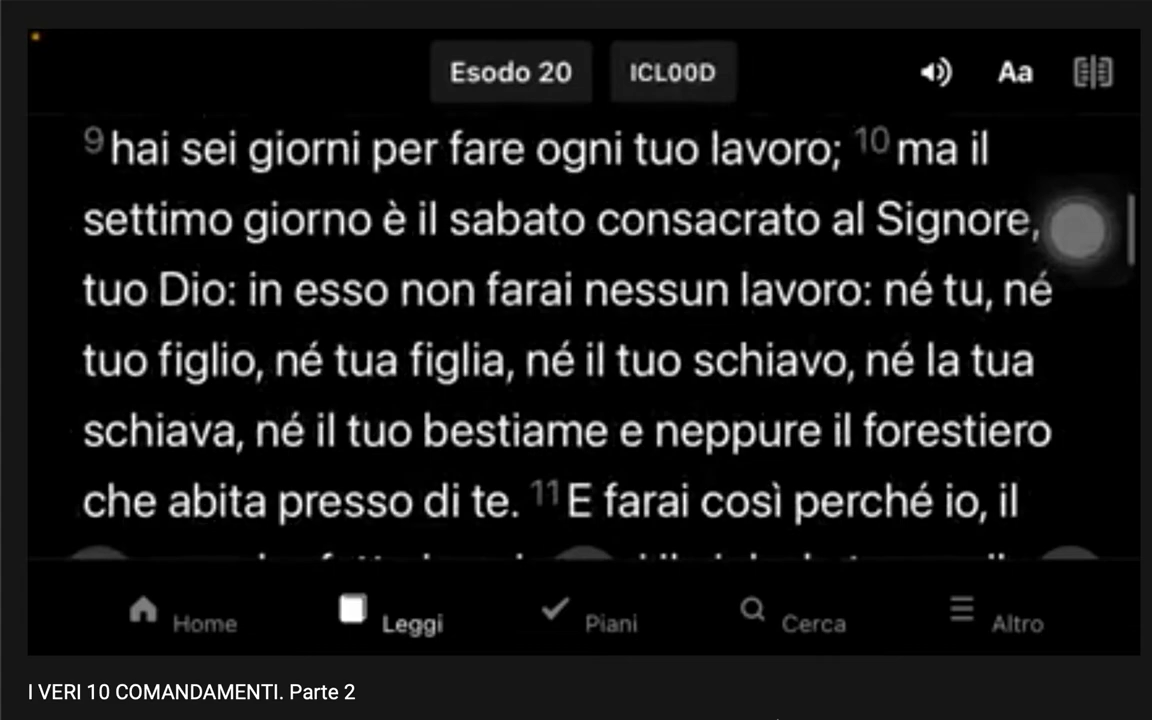 Esodo 20 ICL00D Aa
9 hai sei giorni per fare ogni tuo lavoro; 10 ma il
settimo giorno è il sabato consacrato al Signore,
tuo Dio: in esso non farai nessun lavoro: né tu, né
tuo figlio, né tua figlia, né il tuo schiavo, né la tua
schiava, né il tuo bestiame e neppure il forestiero
che abita presso di te. 11 E farai così perché io, il
Home Leggi Piani Cerca Altro
I VERI 10 COMANDAMENTI. Parte 2